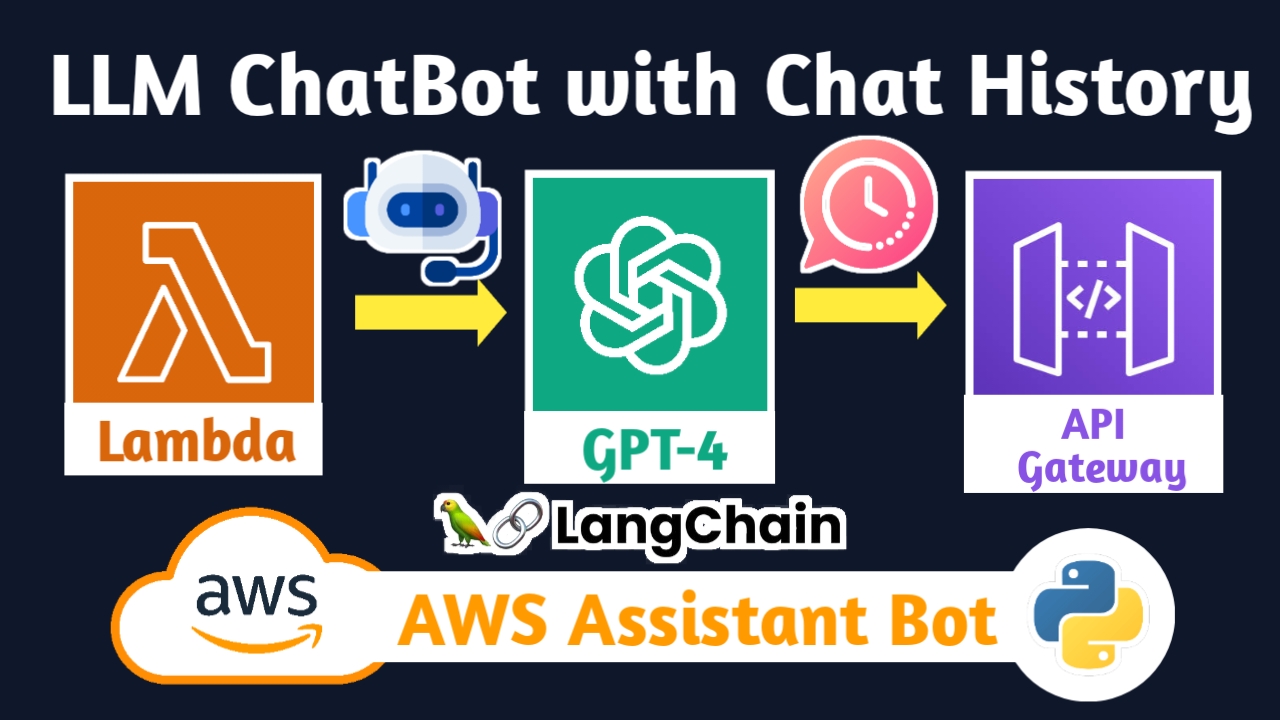 LLM ChatBot with Chat History
Lambda
GPT-4
API
Gateway
</>
LangChain
aws
AWS Assistant Bot